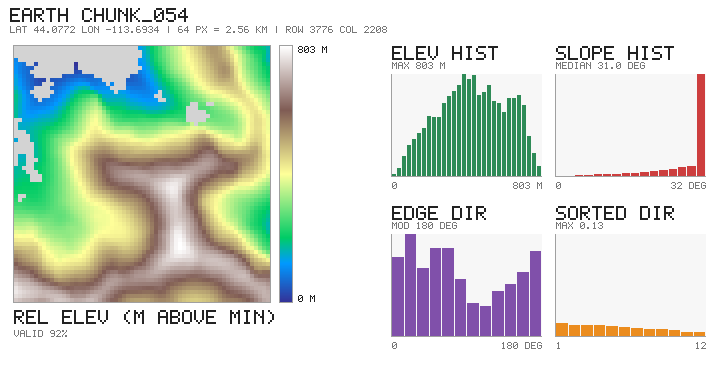 EARTH CHUNK_054
LAT 44.0772 LON -113.6934 | 64 PX = 2.56 KM | ROW 3776 COL 2208
803 M
0 M
REL ELEV (M ABOVE MIN)
VALID 92%
ELEV HIST
MAX 803 M
0 803 M
SLOPE HIST
MEDIAN 31.0 DEG
0 32 DEG
EDGE DIR
MOD 180 DEG
0 180 DEG
SORTED DIR
MAX 0.13
1 12